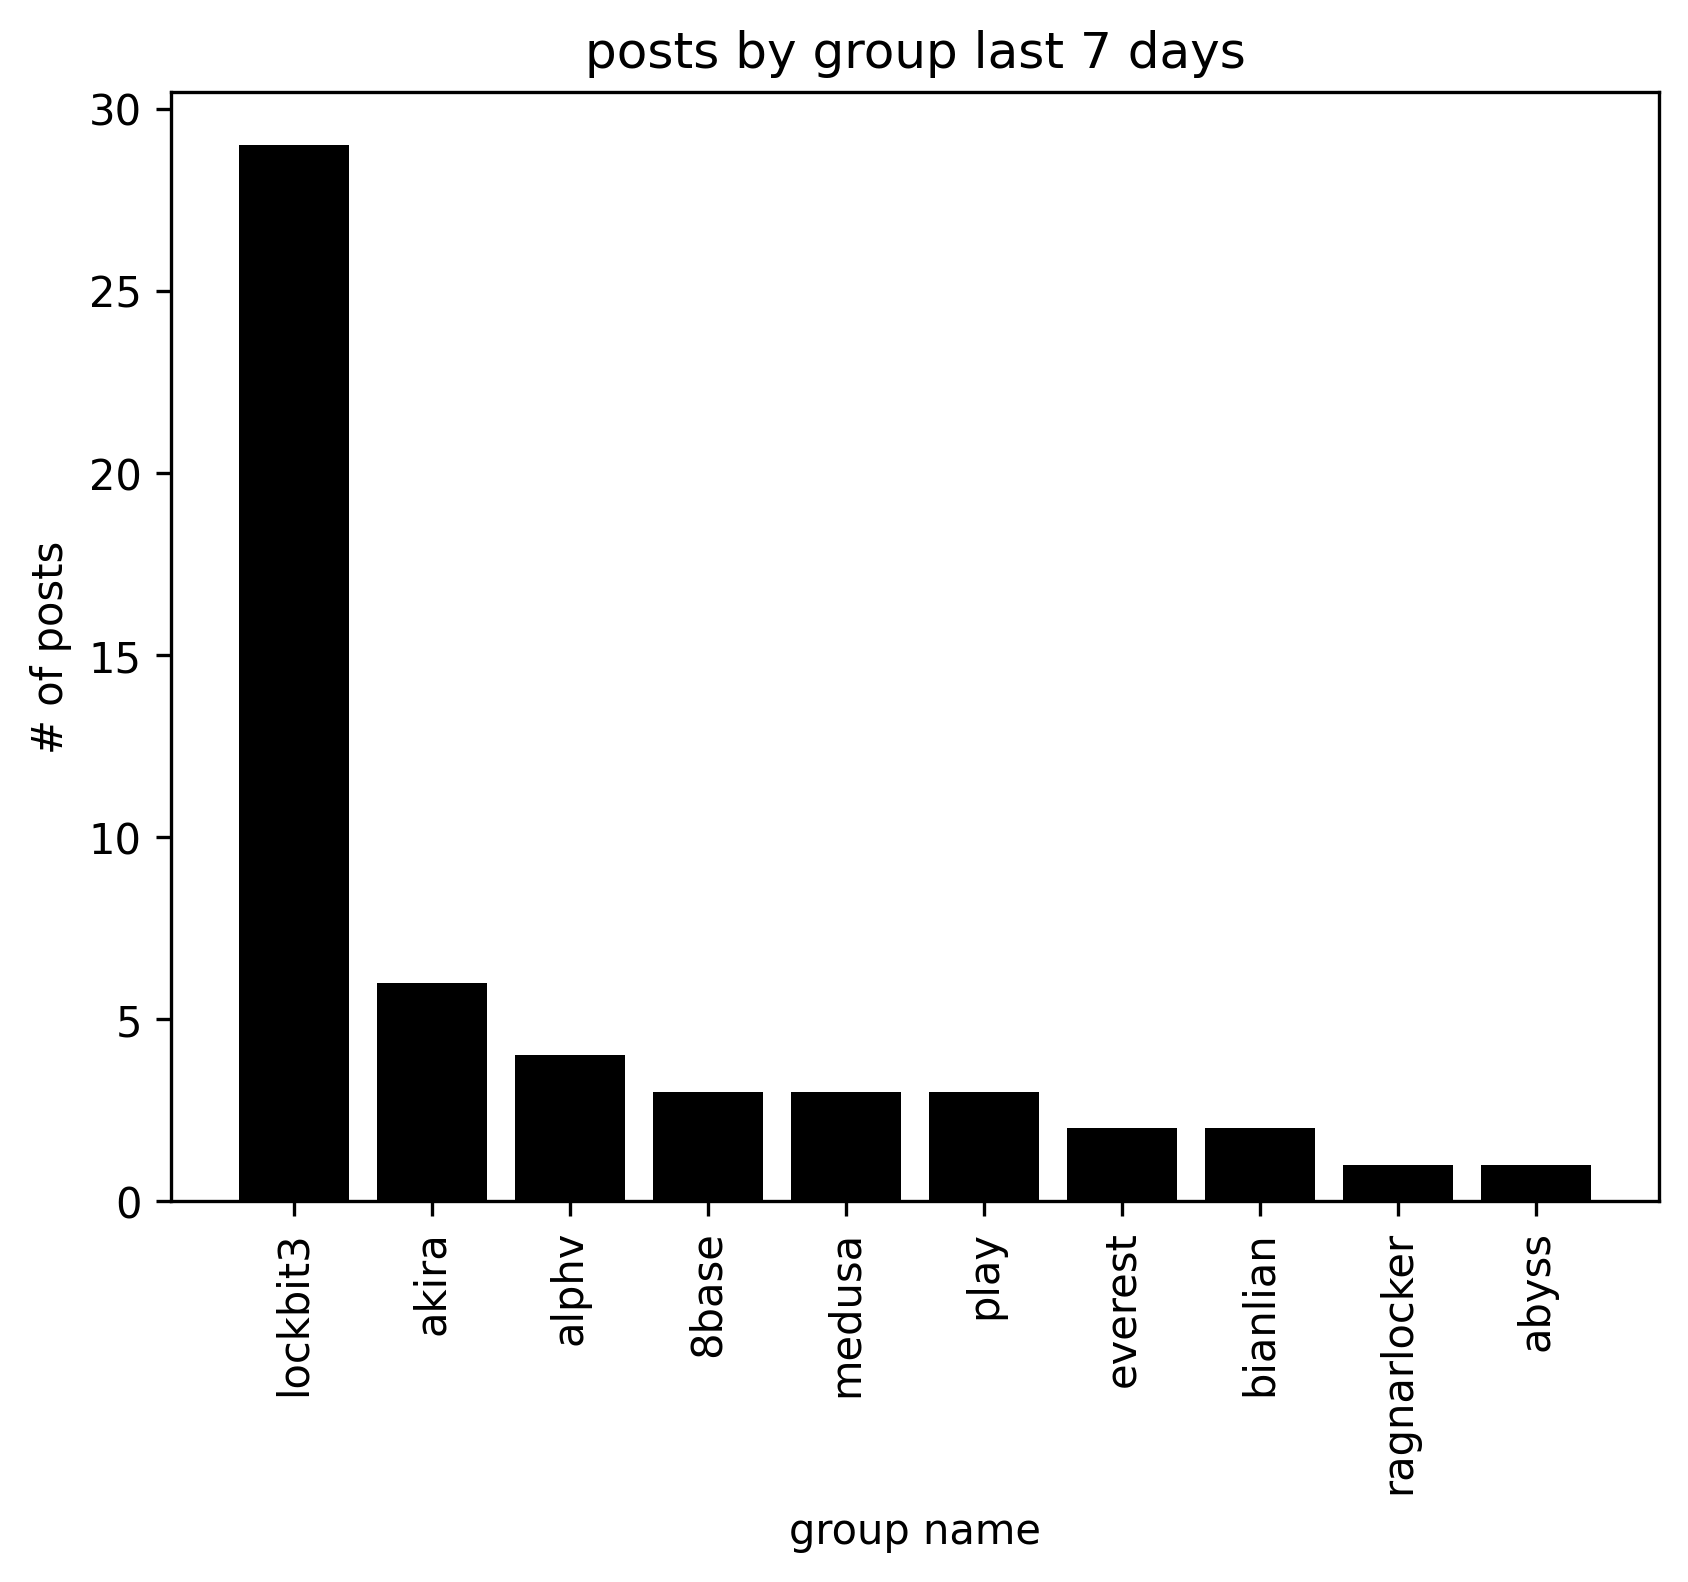 posts by group last 7 days
30
25
20
15
10
5
0
# of posts
lockbit3
akira
alphv
8base
medusa
play
everest
bianlian
ragnarlocker
abyss
group name